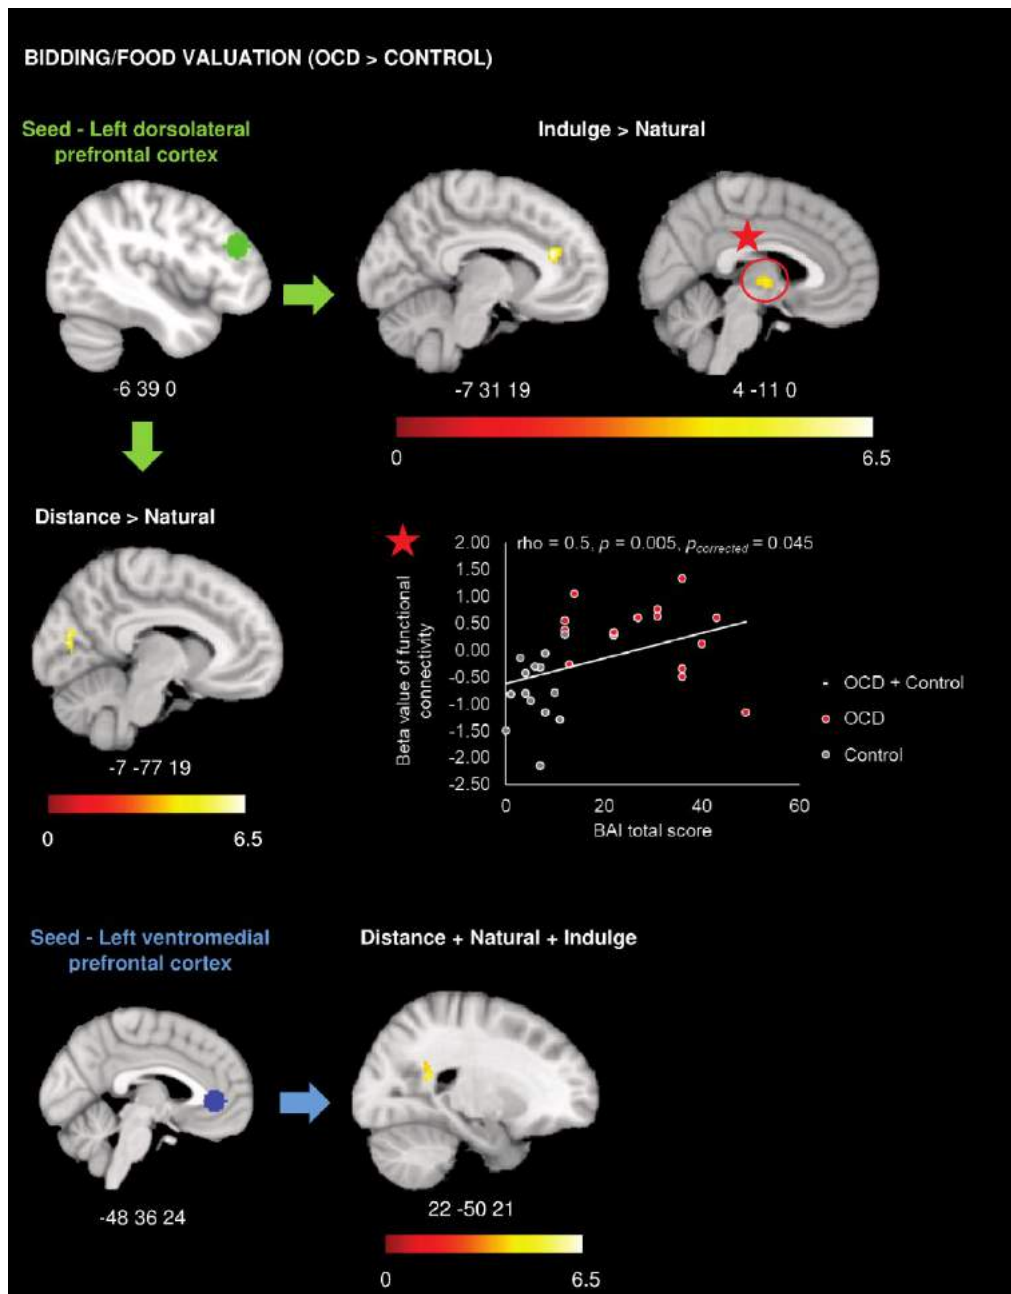 BIDDING/FOOD VALUATION (OCD > CONTROL)
Seed - Left dorsolateral
prefrontal cortex
Indulge > Natural
-6 39 0
-7 31 19
4 -11 0
0
6.5
Distance > Natural
-7 -77 19
0
6.5
rho = 0.5, p = 0.005, pcorrected = 0.045
Beta value of functional
connectivity
2.00
1.50
1.00
0.50
0.00
-0.50
-1.00
-1.50
-2.00
-2.50
0
20
40
60
BAI total score
OCD + Control
OCD
Control
Seed - Left ventromedial
prefrontal cortex
Distance + Natural + Indulge
-48 36 24
22 -50 21
0
6.5